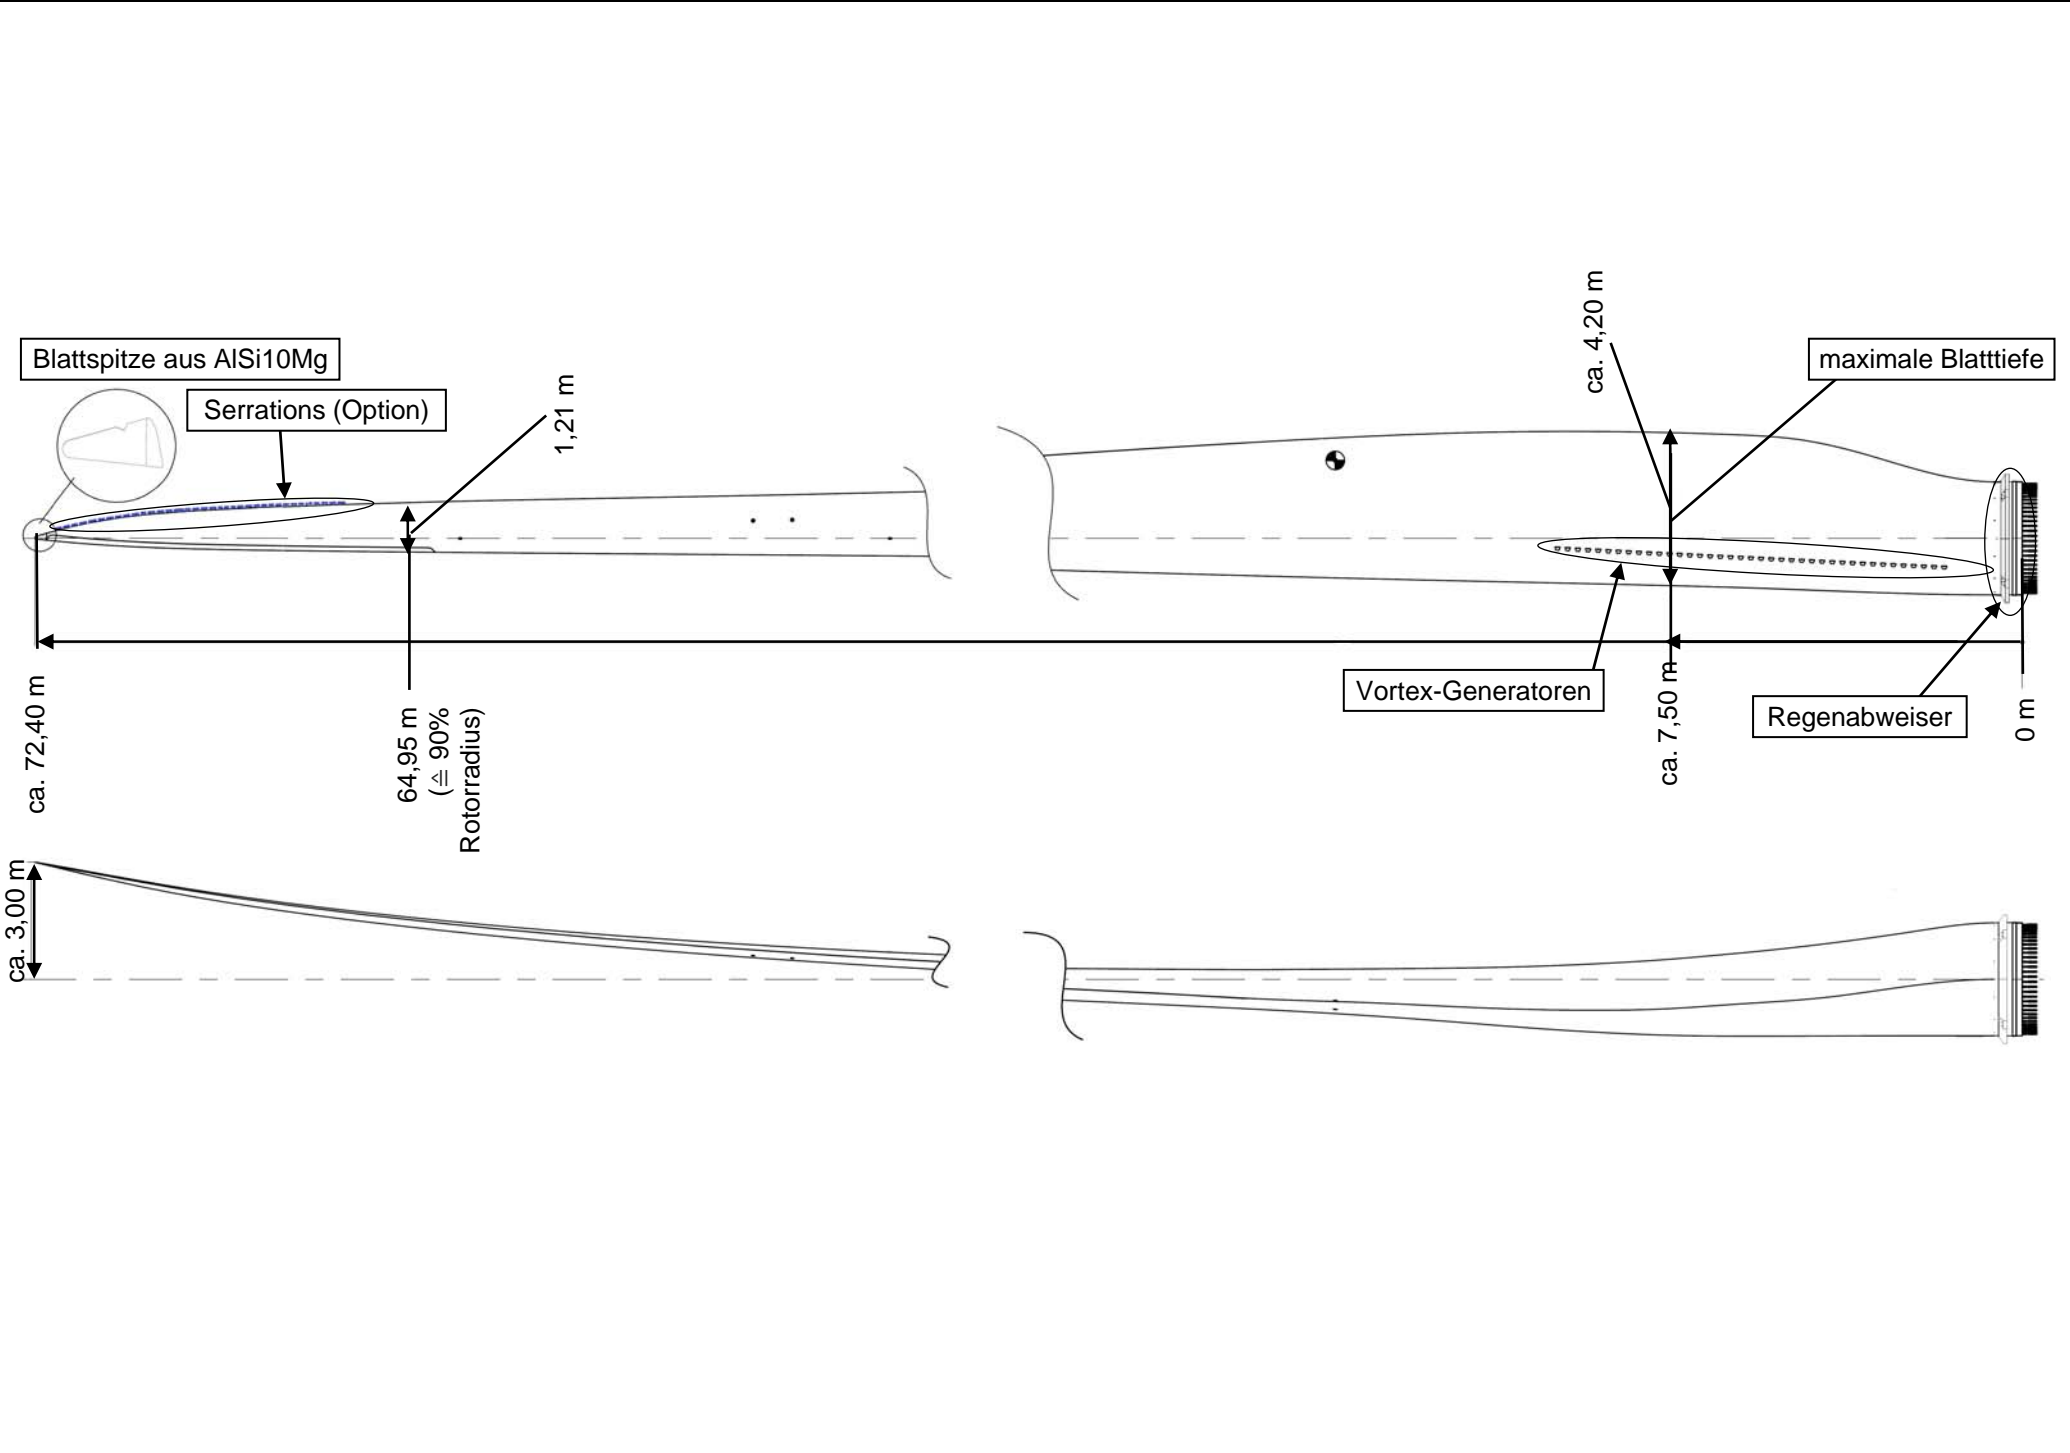 ca. 4,20 m
Blattspitze aus AlSi10Mg
maximale Blatttiefe
Serrations (Option)
1,21 m
Vortex-Generatoren
Regenabweiser
ca. 72,40 m
64,95 m
(≙ 90%
Rotorradius)
ca. 7,50 m
0 m
ca. 3,00 m